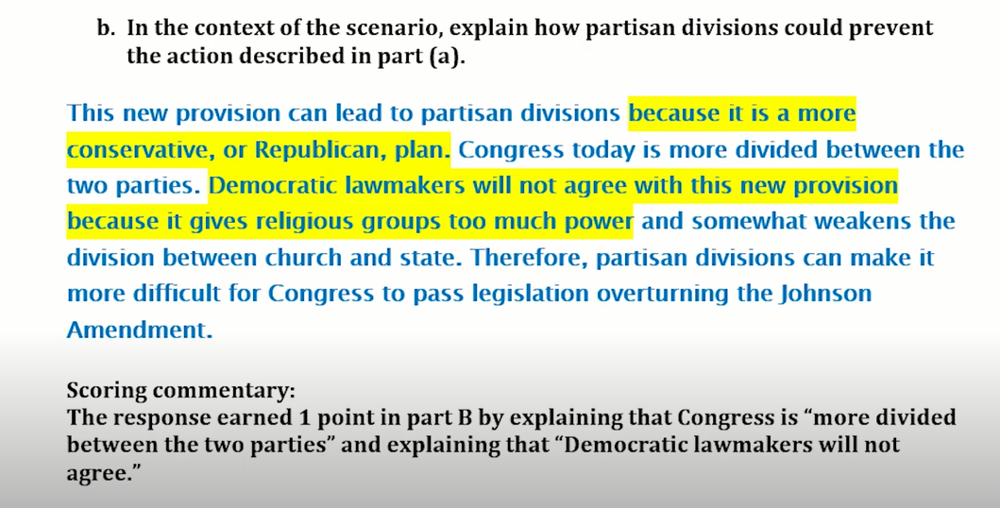 b. In the context of the scenario, explain how partisan divisions could prevent
the action described in part (a).
This new provision can lead to partisan divisions because it is a more
conservative, or Republican, plan. Congress today is more divided between the
two parties. Democratic lawmakers will not agree with this new provision
because it gives religious groups too much power and somewhat weakens the
division between church and state. Therefore, partisan divisions can make it
more difficult for Congress to pass legislation overturning the Johnson
Amendment.
Scoring commentary:
The response earned 1 point in part B by explaining that Congress is “more divided
between the two parties” and explaining that “Democratic lawmakers will not
agree.”